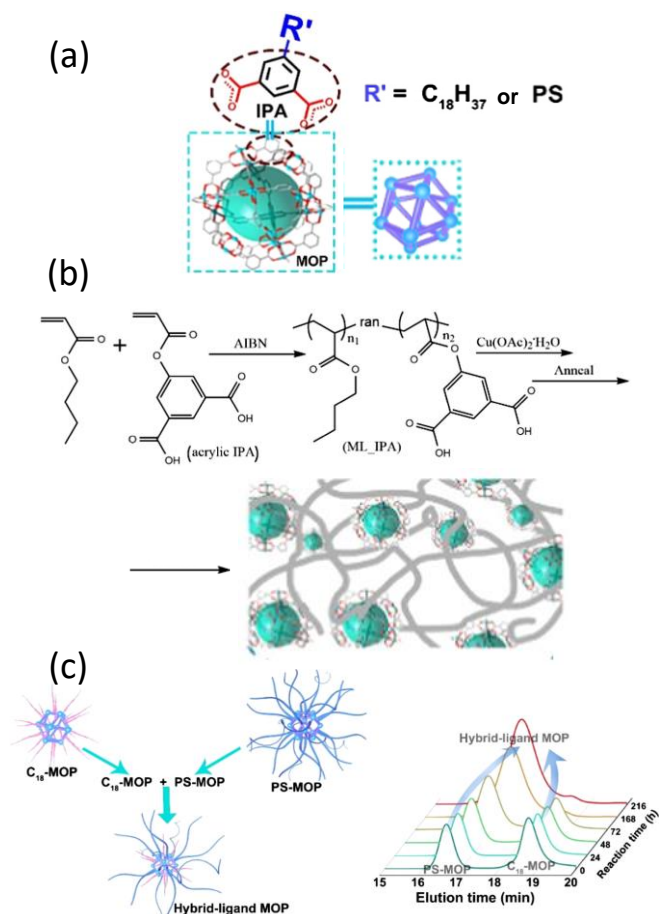 (a)
R'
R' = C₁₈H₃₇ or PS
O O
IPA
O O
MOP
(b)
O
O
+
O
O
O
OH
OH
O
(acrylic IPA)
AIBN
n₁
ran
n₂
O
O
O
O
O
OH
OH
O
(ML_IPA)
Cu(OAc)₂·H₂O
Anneal
(c)
C₁₈-MOP
C₁₈-MOP + PS-MOP
PS-MOP
Hybrid-ligand MOP
Hybrid-ligand MOP
PS-MOP
C₁₈-MOP
216
168
72
48
24
0
Reaction time (h)
15 16 17 18 19 20
Elution time (min)